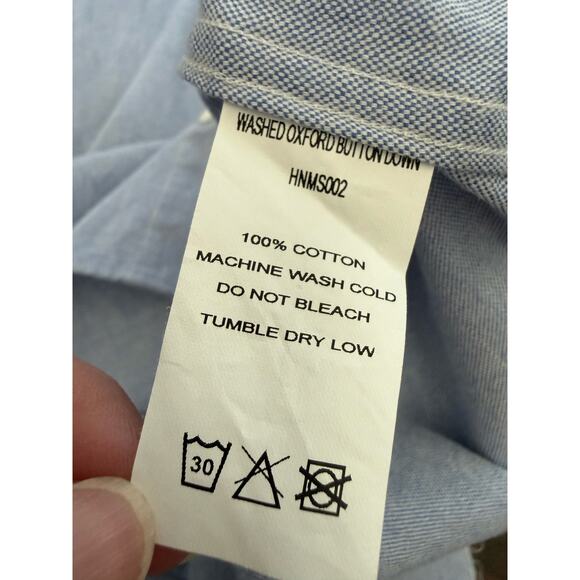 WASHED OXFORD BUTTON DOWN
HNMS002
100% COTTON
MACHINE WASH COLD
DO NOT BLEACH
TUMBLE DRY LOW
30